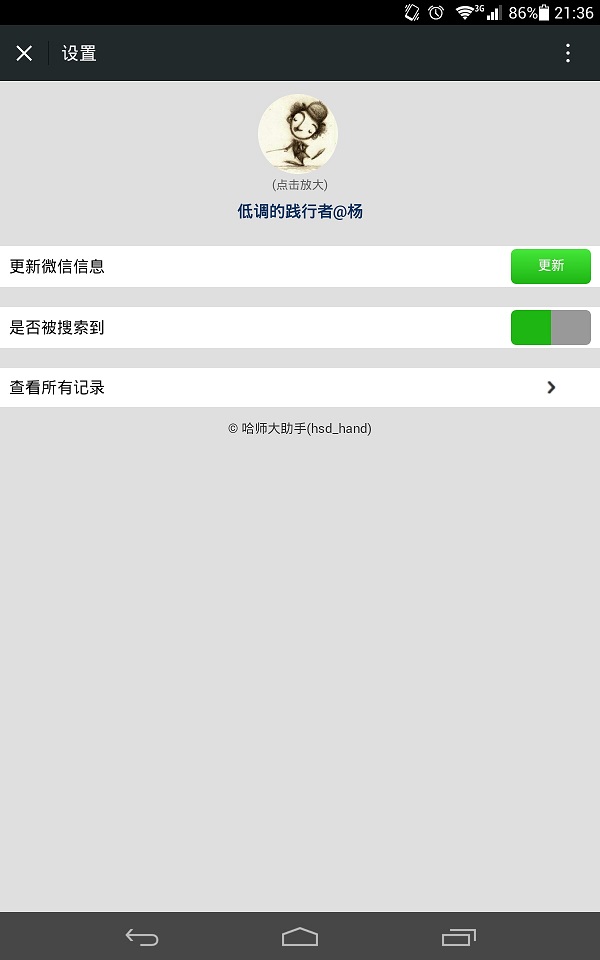 3G 86% 21:36
设置
(点击放大)
低调的践行者@杨
更新微信信息 更新
是否被搜索到
查看所有记录
© 哈师大助手(hsd_hand)